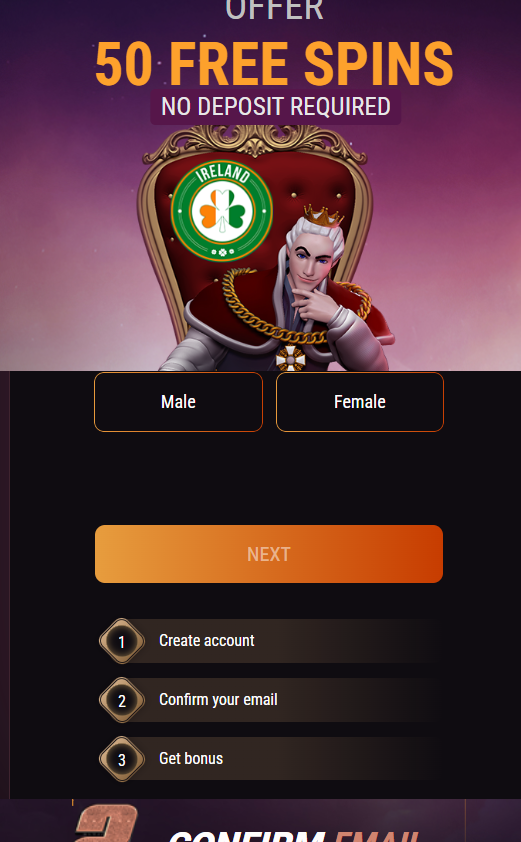 OFFER
50 FREE SPINS
NO DEPOSIT REQUIRED
IRELAND
Male
Female
NEXT
1
Create account
2
Confirm your email
3
Get bonus
CONFIRM EMAIL